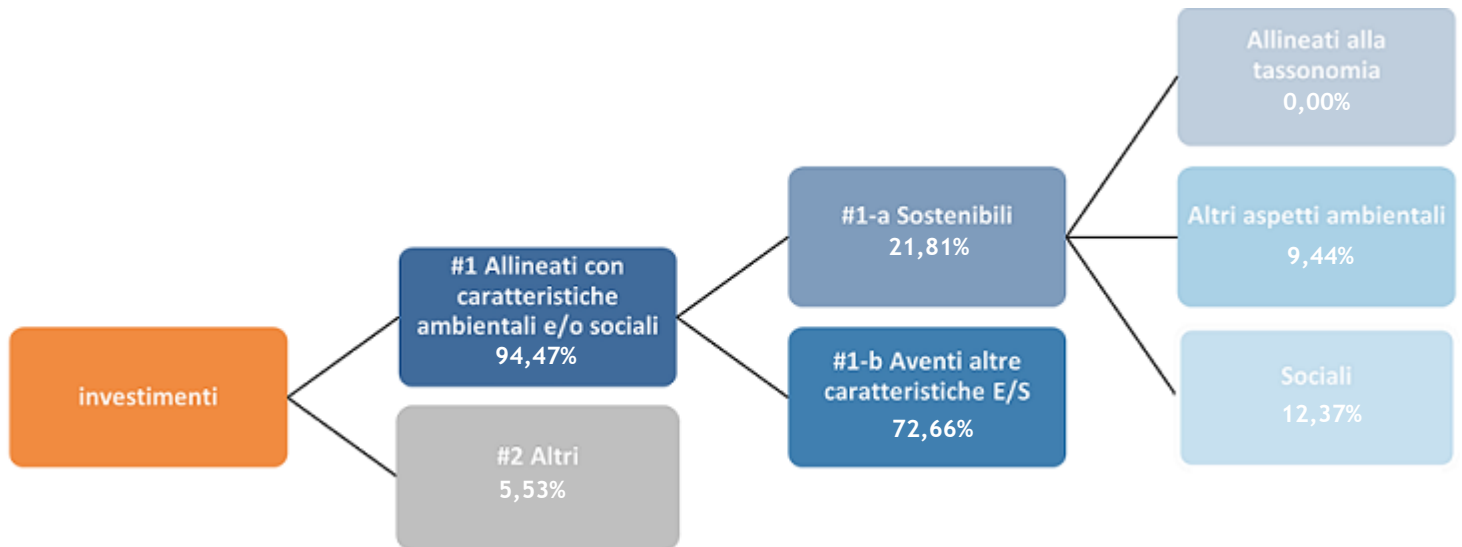 investimenti
#1 Allineati con
caratteristiche
ambientali e/o sociali
94,47%
#2 Altri
5,53%
#1-a Sostenibili
21,81%
#1-b Aventi altre
caratteristiche E/S
72,66%
Allineati alla
tassonomia
0,00%
Altri aspetti ambientali
9,44%
Sociali
12,37%